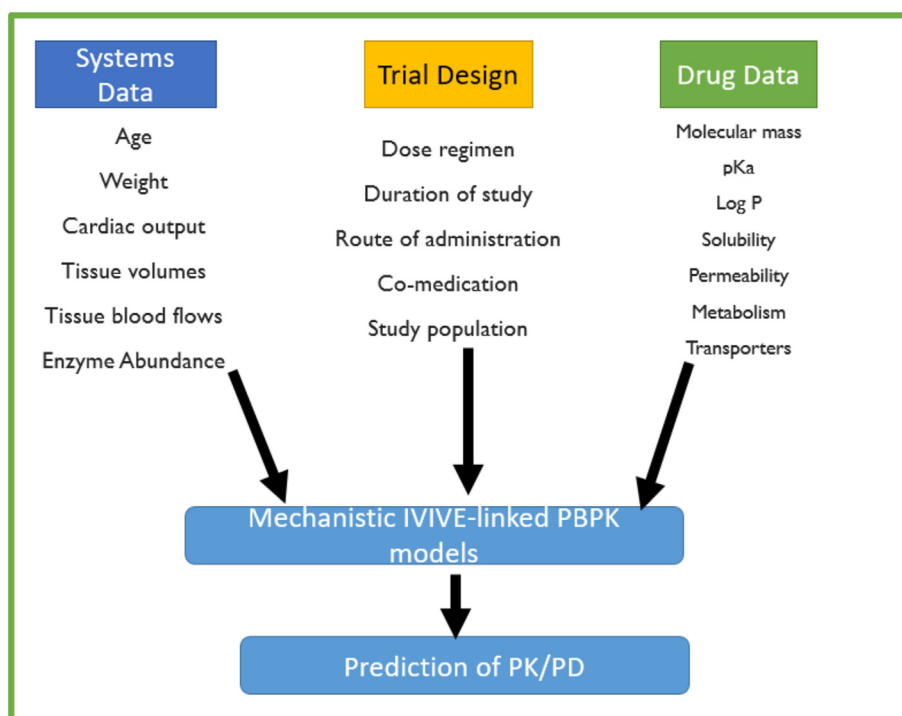 Systems
Data
Age
Weight
Cardiac output
Tissue volumes
Tissue blood flows
Enzyme Abundance
Trial Design
Dose regimen
Duration of study
Route of administration
Co-medication
Study population
Drug Data
Molecular mass
pKa
Log P
Solubility
Permeability
Metabolism
Transporters
Mechanistic IVIVE-linked PBPK
models
Prediction of PK/PD